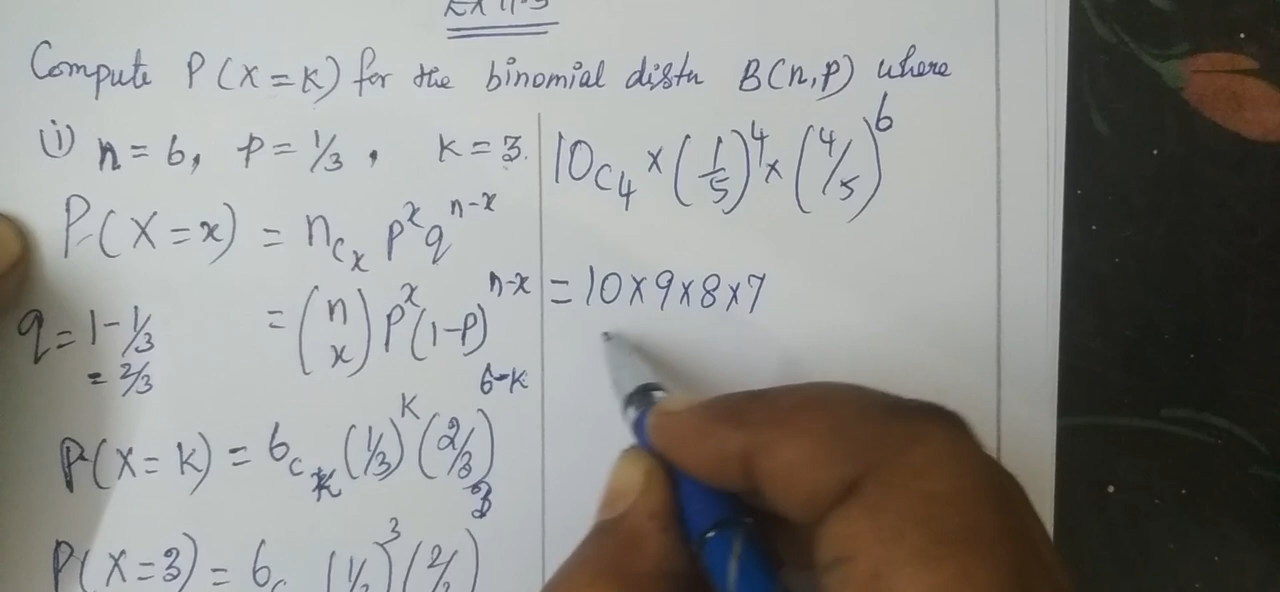 Compute P(X=K) for the binomial distn B(n,p) where
(i) n=6, p=1/3, K=3.
P(X=x) = nCx p^x q^n-x
= (n x) p^x (1-p)^n-x
q=1-1/3
=2/3
P(X=K) = 6CK (1/3)^K (2/3)^6-K
P(X=3) = 6C (1/3)^3 (2/3)
10C4 × (1/5)^4 × (4/5)^6
=10×9×8×7